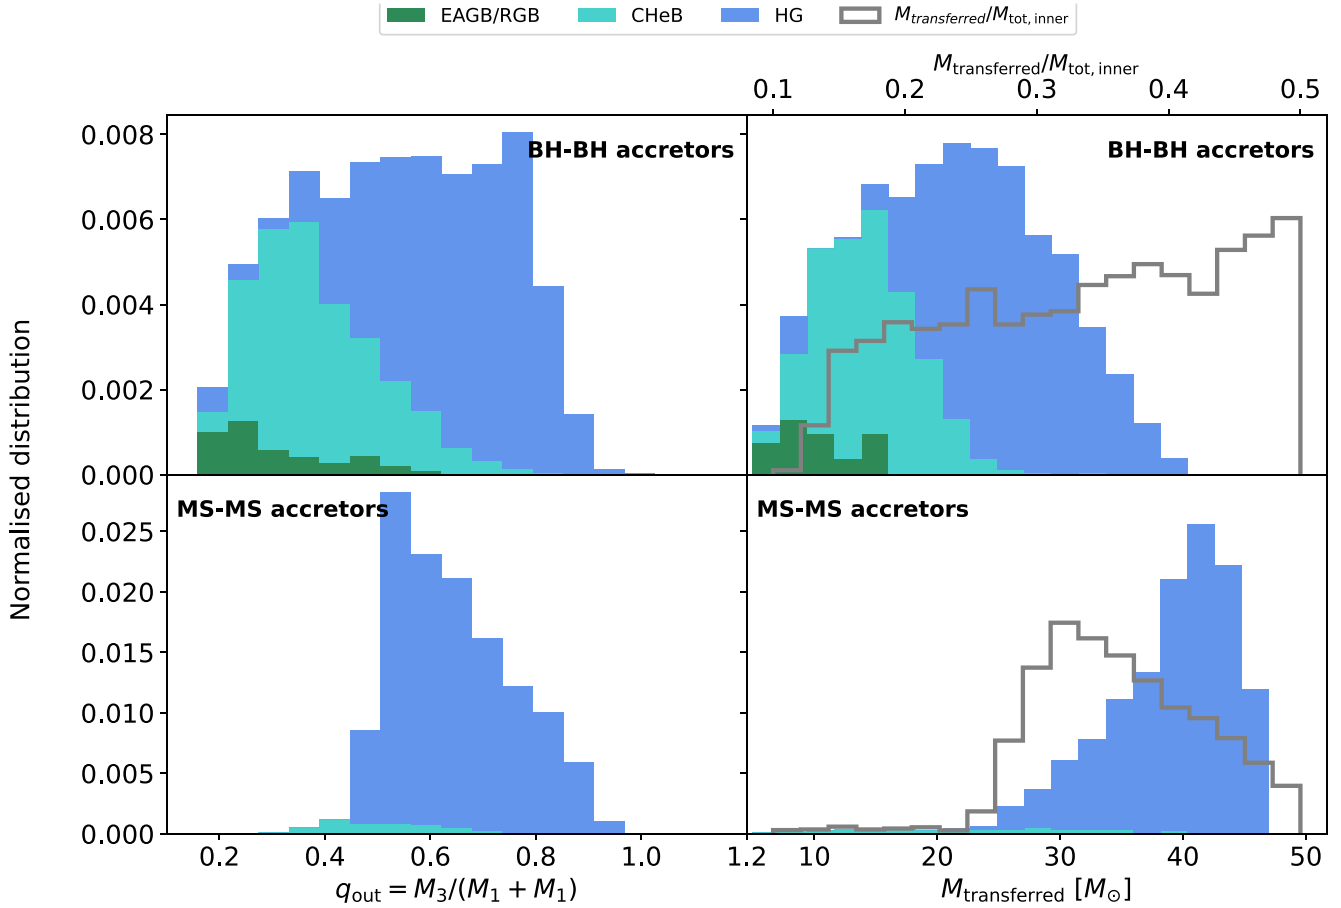 EAGB/RGB CHeB HG M_transferred/M_tot, inner
M_transferred/M_tot, inner
0.1 0.2 0.3 0.4 0.5
Normalised distribution
0.008
0.006
0.004
0.002
0.000
BH-BH accretors
BH-BH accretors
0.025
0.020
0.015
0.010
0.005
0.000
MS-MS accretors
MS-MS accretors
0.2 0.4 0.6 0.8 1.0 1.2
10 20 30 40 50
q_out = M_3/(M_1 + M_1)
M_transferred [M_⊙]